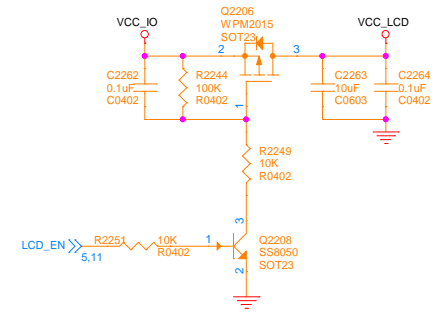 Q2206
VCC_IO
WPM2015
VCC_LCD
SOT23
2
3
C2262
0.1uF
C0402
R2244
100K
R0402
C2263
10uF
C0603
C2264
0.1uF
C0402
1
R2249
10K
R0402
3
LCD_EN
5,11
R2251
10K
R0402
1
Q2208
SS8050
SOT23
2